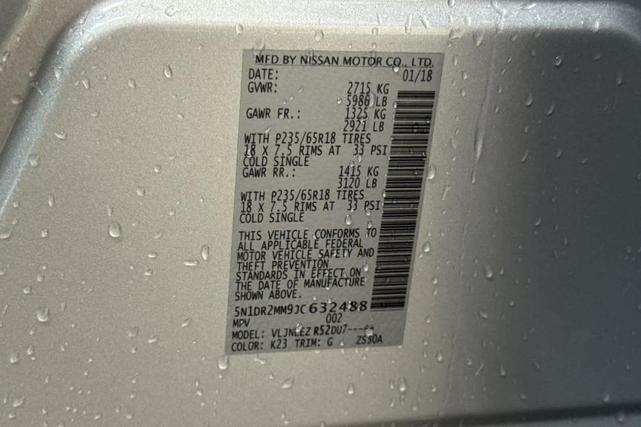 MFD BY NISSAN MOTOR CO., LTD.
DATE: 01/18
GVWR: 2715 KG
5986 LB
GAWR FR.: 1325 KG
2921 LB
WITH P235/65R18 TIRES
18 X 7.5 RIMS AT 33 PSI
COLD SINGLE
GAWR RR.: 1415 KG
3120 LB
WITH P235/65R18 TIRES
18 X 7.5 RIMS AT 33 PSI
COLD SINGLE
THIS VEHICLE CONFORMS TO
ALL APPLICABLE FEDERAL
MOTOR VEHICLE SAFETY AND
THEFT PREVENTION
STANDARDS IN EFFECT ON
THE DATE OF MANUFACTURE
SHOWN ABOVE.
5N1DR2MM9JC632488
MPV 002
MODEL:
COLOR: K23 TRIM: G